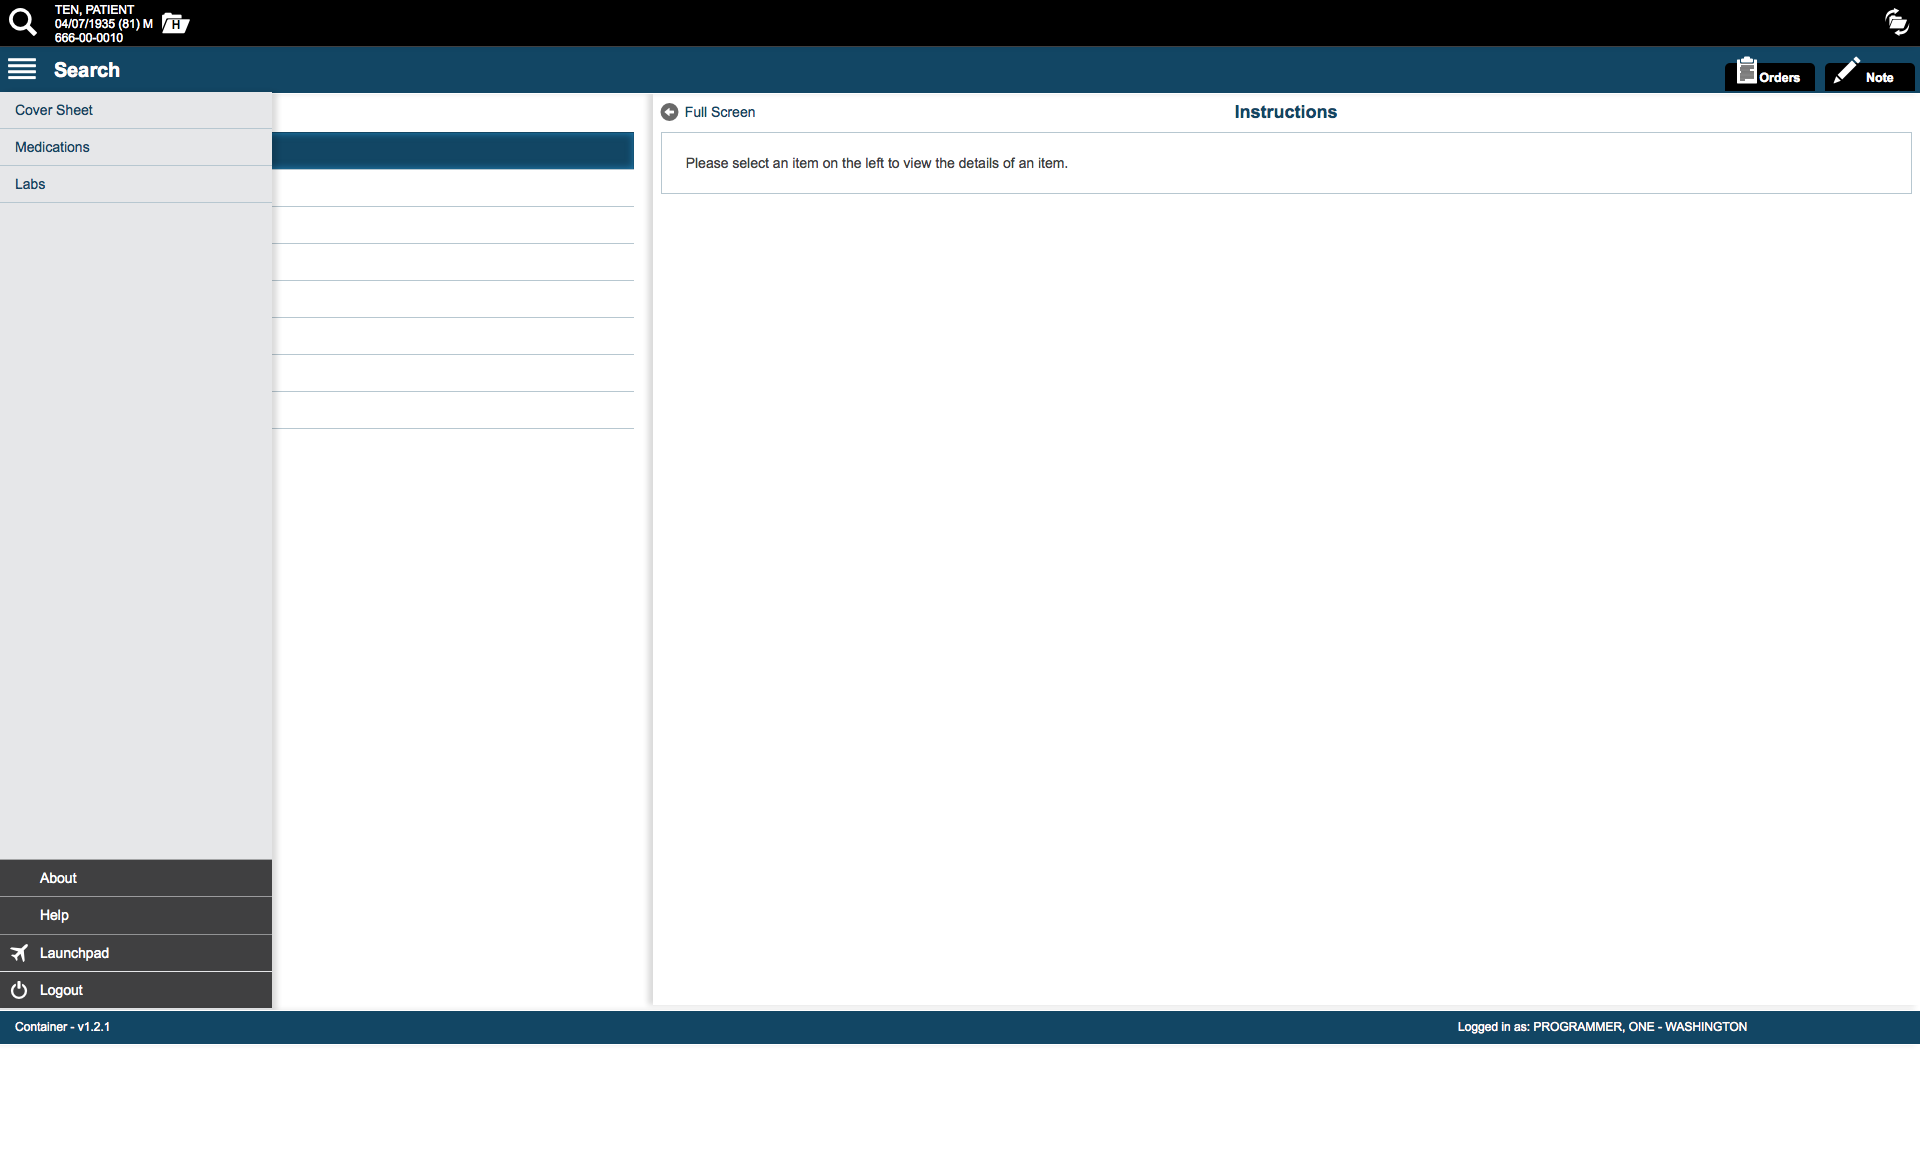 TEN, PATIENT
04/07/1935 (81) M
666-00-0010
H
Search
Orders
Note
Cover Sheet
Medications
Labs
Full Screen
Instructions
Please select an item on the left to view the details of an item.
About
Help
Launchpad
Logout
Container - v1.2.1
Logged in as: PROGRAMMER, ONE - WASHINGTON